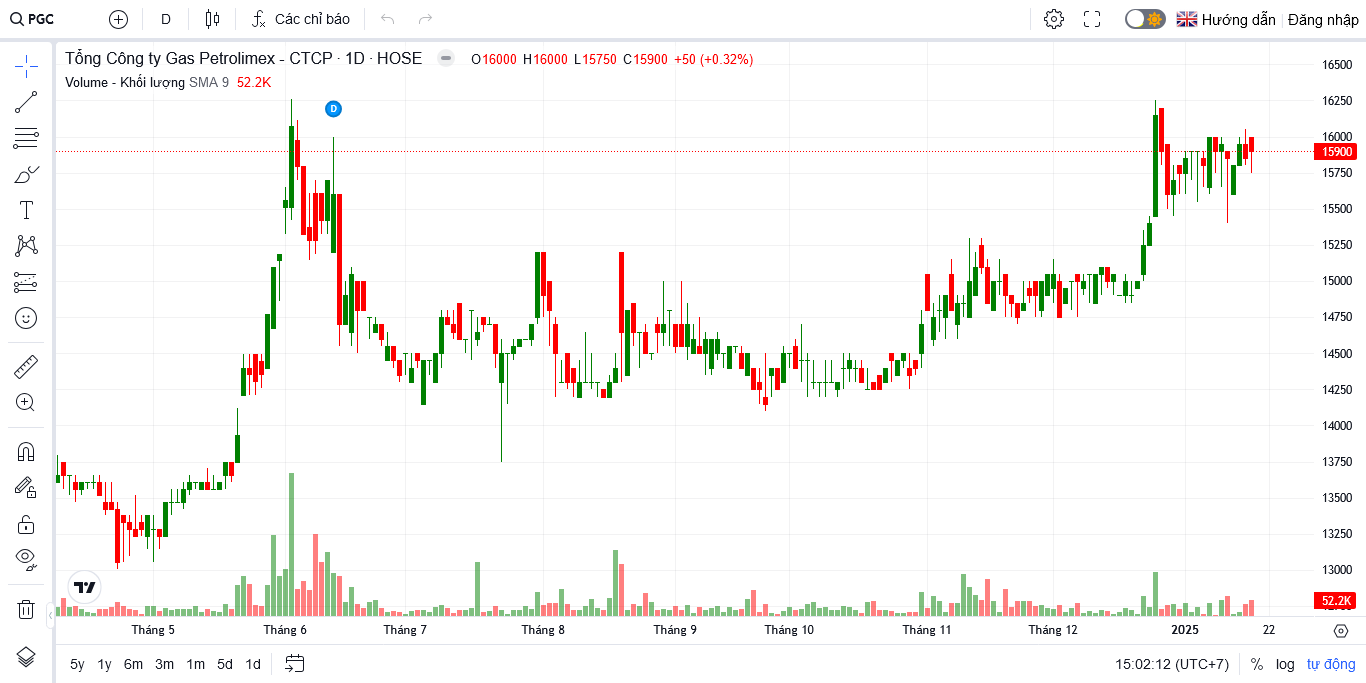 PGC
D
Các chỉ báo
Hướng dẫn
Đăng nhập
Tổng Công ty Gas Petrolimex - CTCP · 1D · HOSE
O16000 H16000 L15750 C15900 +50 (+0.32%)
Volume - Khối lượng SMA 9 52.2K
D
16500
16250
16000
15900
15750
15500
15250
15000
14750
14500
14250
14000
13750
13500
13250
13000
52.2K
Tháng 5 Tháng 6 Tháng 7 Tháng 8 Tháng 9 Tháng 10 Tháng 11 Tháng 12 2025 22
5y 1y 6m 3m 1m 5d 1d
15:02:12 (UTC+7) % log tự động